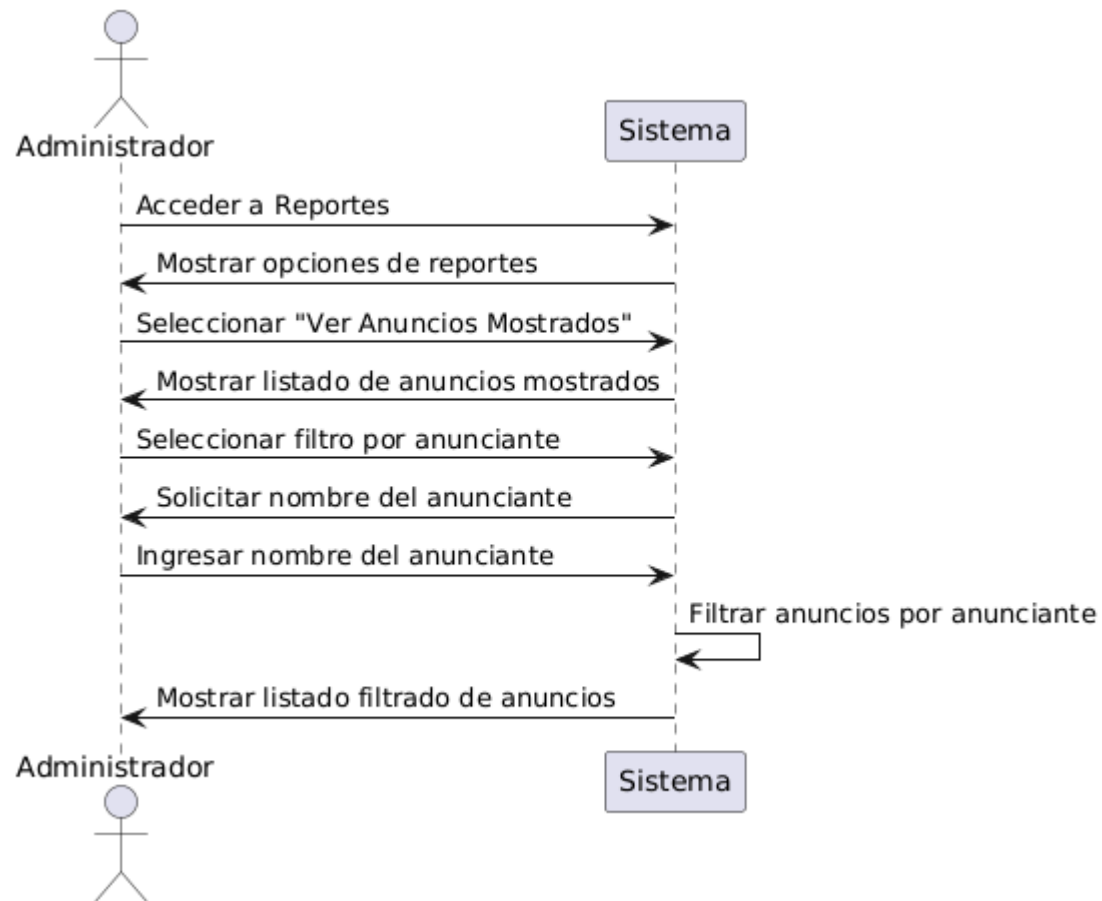 Administrador
Sistema
Acceder a Reportes
Mostrar opciones de reportes
Seleccionar "Ver Anuncios Mostrados"
Mostrar listado de anuncios mostrados
Seleccionar filtro por anunciante
Solicitar nombre del anunciante
Ingresar nombre del anunciante
Filtrar anuncios por anunciante
Mostrar listado filtrado de anuncios
Administrador
Sistema